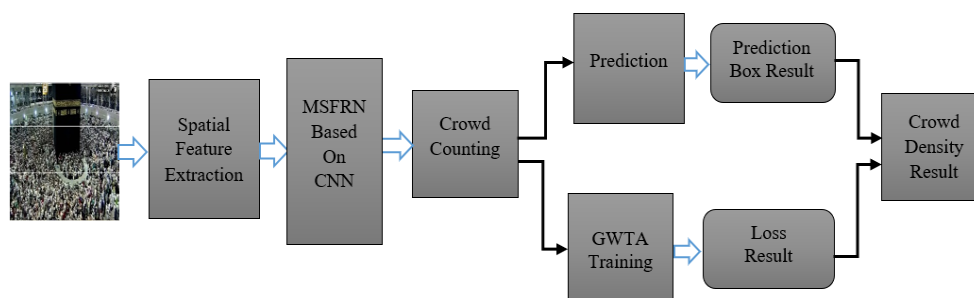 Spatial
Feature
Extraction
MSFRN
Based
On
CNN
Crowd
Counting
Prediction
Prediction
Box Result
GWTA
Training
Loss
Result
Crowd
Density
Result